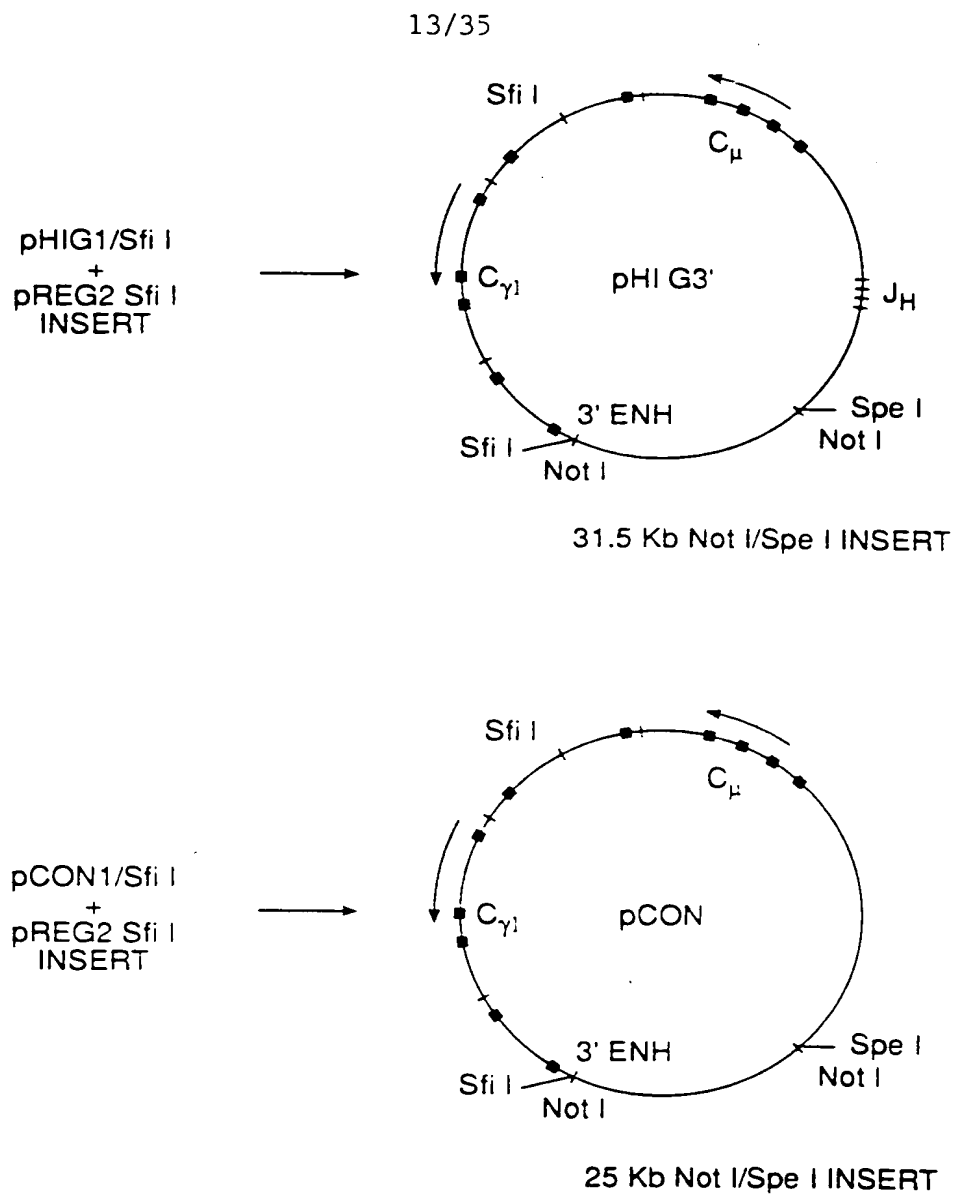 13/35
Sfi I
Cμ
pHIG1/Sfi I
+
pREG2 Sfi I
INSERT
Cγ1
pHI G3'
JH
3' ENH
Spe I
Sfi I
Not I
Not I
31.5 Kb Not I/Spe I INSERT
Sfi I
Cμ
pCON1/Sfi I
+
pREG2 Sfi I
INSERT
Cγ1
pCON
3' ENH
Spe I
Sfi I
Not I
Not I
25 Kb Not I/Spe I INSERT